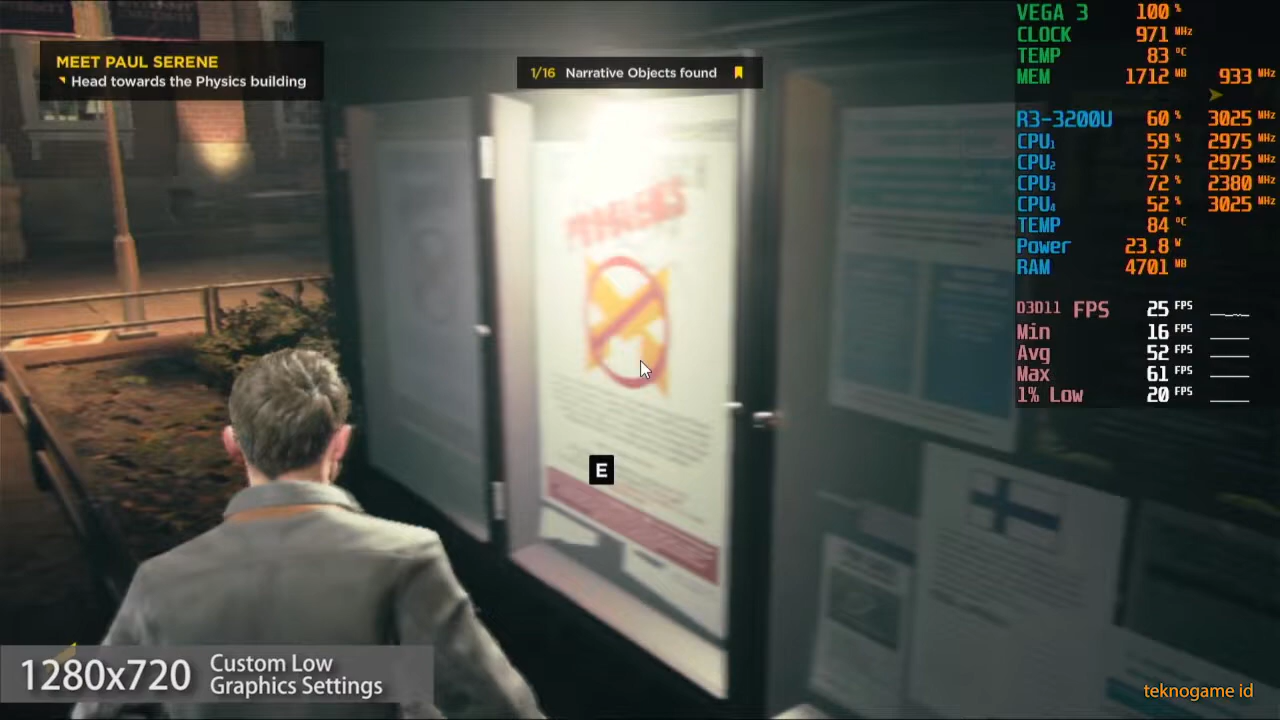 MEET PAUL SERENE
Head towards the Physics building
1/16 Narrative Objects found
VEGA 3 100 %
CLOCK 971 MHz
TEMP 83 °C
MEM 1712 MB 933 MHz
R3-3200U 60 % 3025 MHz
CPU1 59 % 2975 MHz
CPU2 57 % 2975 MHz
CPU3 72 % 2380 MHz
CPU4 52 % 3025 MHz
TEMP 84 °C
Power 23.8 W
RAM 4701 MB
D3D11 FPS 25 FPS
Min 16 FPS
Avg 52 FPS
Max 61 FPS
1% Low 20 FPS
E
1280x720 Custom Low
Graphics Settings
teknogame id